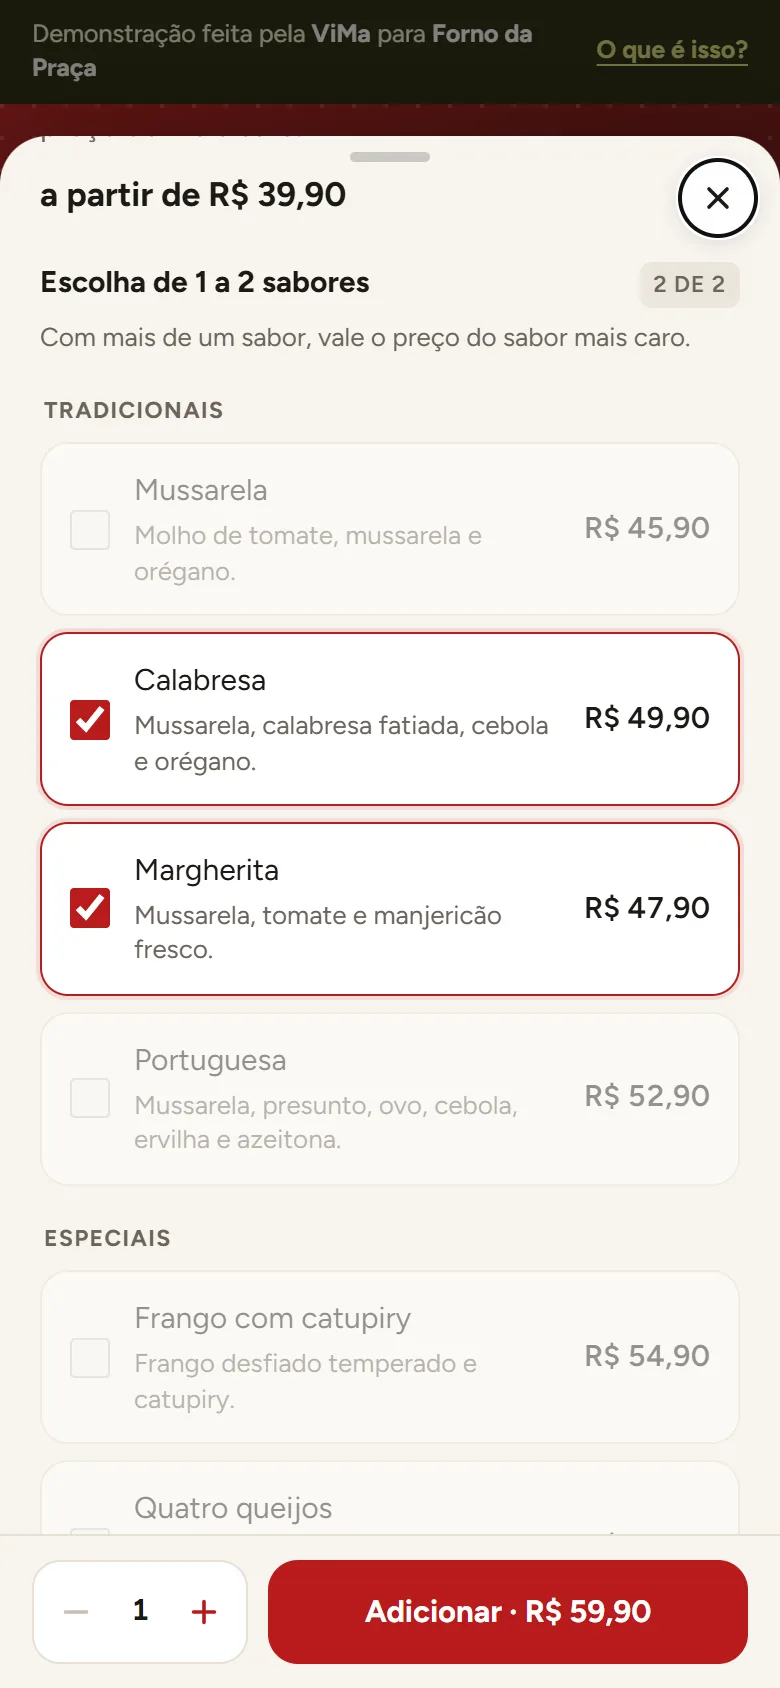 Demonstração feita pela ViMa para Forno da
Praça
O que é isso?
a partir de R$ 39,90
Escolha de 1 a 2 sabores
2 DE 2
Com mais de um sabor, vale o preço do sabor mais caro.
TRADICIONAIS
Mussarela
Molho de tomate, mussarela e
orégano.
R$ 45,90
Calabresa
Mussarela, calabresa fatiada, cebola
e orégano.
R$ 49,90
Margherita
Mussarela, tomate e manjericão
fresco.
R$ 47,90
Portuguesa
Mussarela, presunto, ovo, cebola,
ervilha e azeitona.
R$ 52,90
ESPECIAIS
Frango com catupiry
Frango desfiado temperado e
catupiry.
R$ 54,90
Quatro queijos
1
Adicionar · R$ 59,90